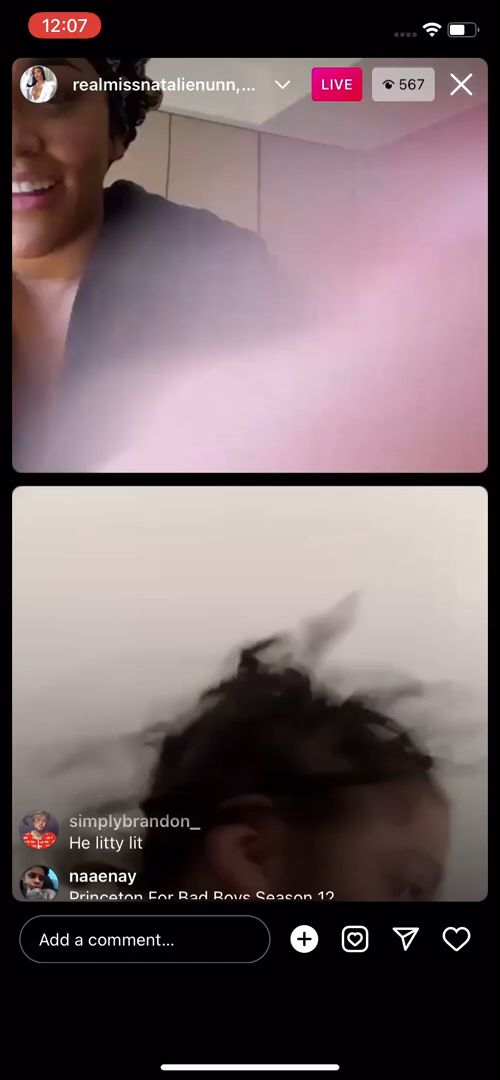 12:07
realmissnatalienunn,...
LIVE
567
simplybrandon_
He litty lit
naaenay
Princeton For Bad Boys Season 12
Add a comment...